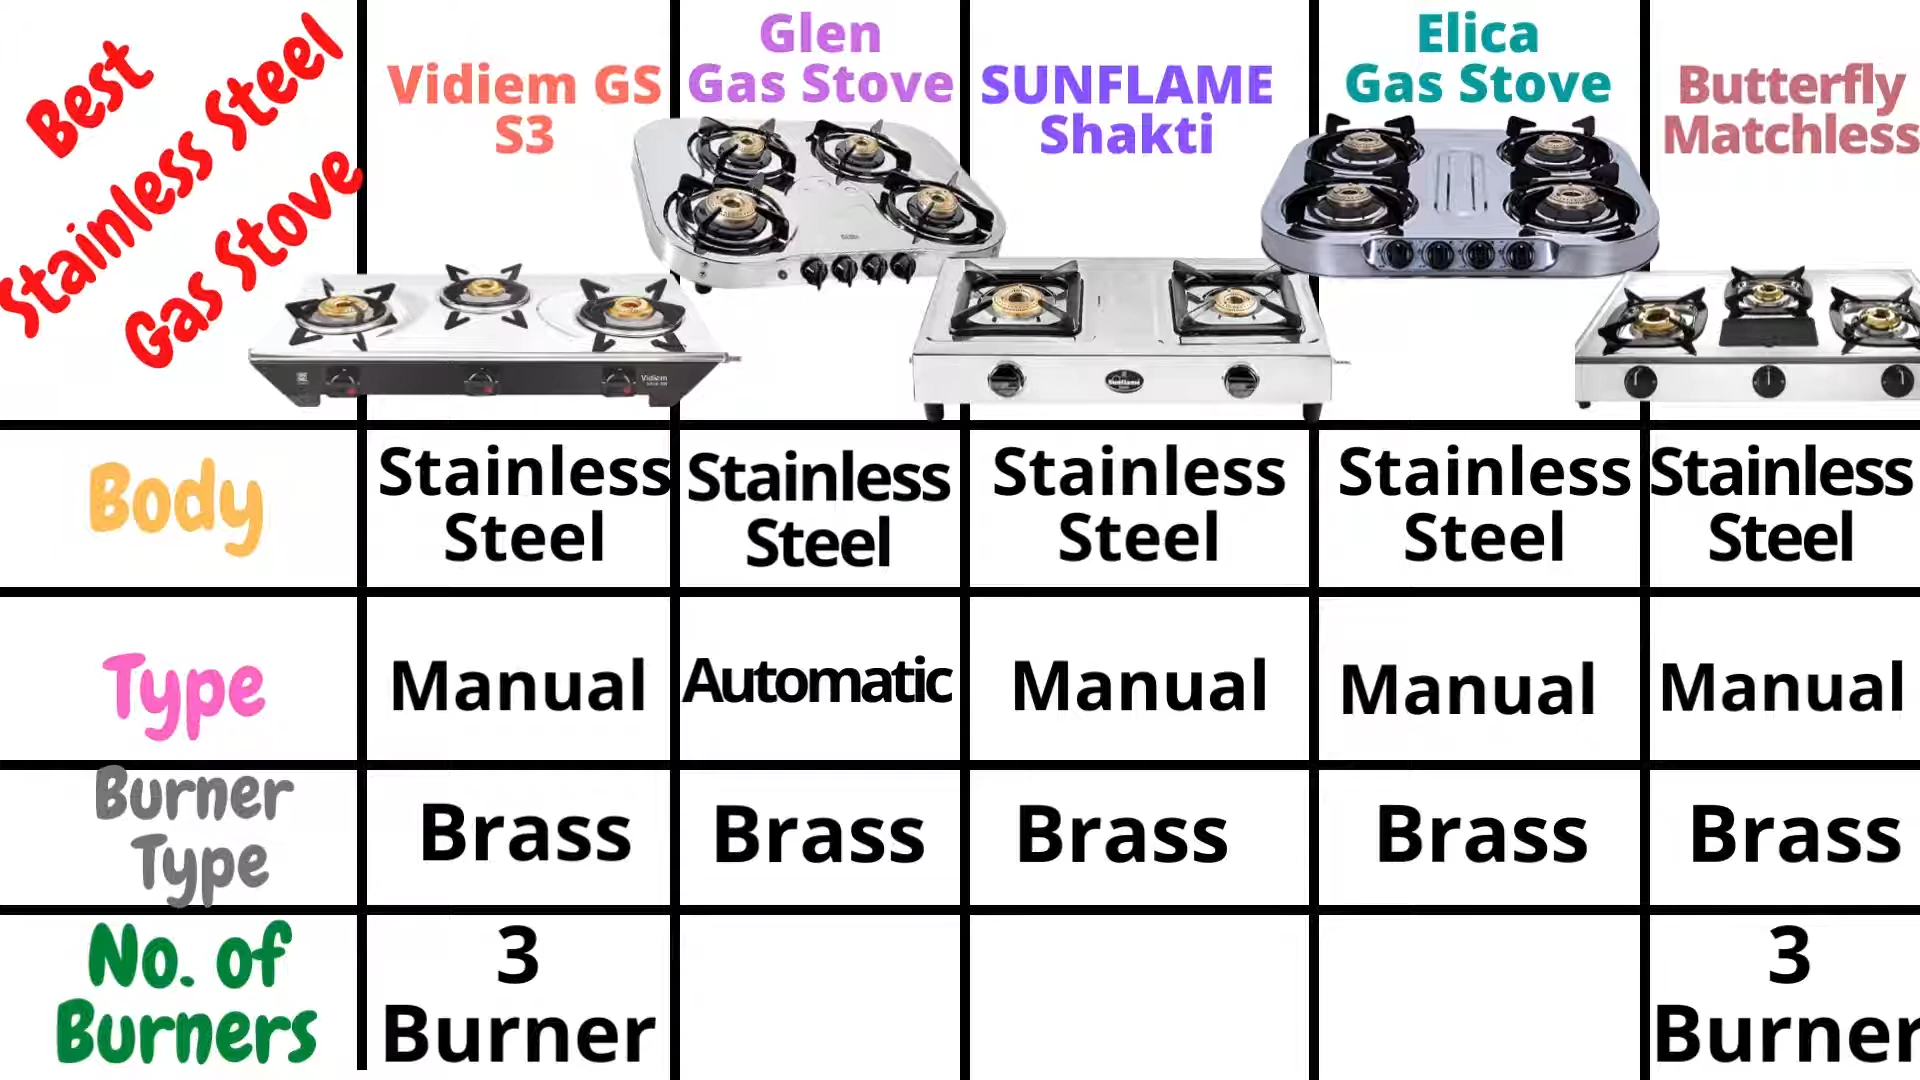 Best
Stainless Steel
Gas Stove
Vidiem GS
S3
Glen
Gas Stove
SUNFLAME
Shakti
Elica
Gas Stove
Butterfly
Matchless
Vidiem
Sunflame
Body
Stainless
Steel
Stainless
Steel
Stainless
Steel
Stainless
Steel
Stainless
Steel
Type
Manual
Automatic
Manual
Manual
Manual
Burner
Type
Brass
Brass
Brass
Brass
Brass
No. of
Burners
3
Burner
3
Burner